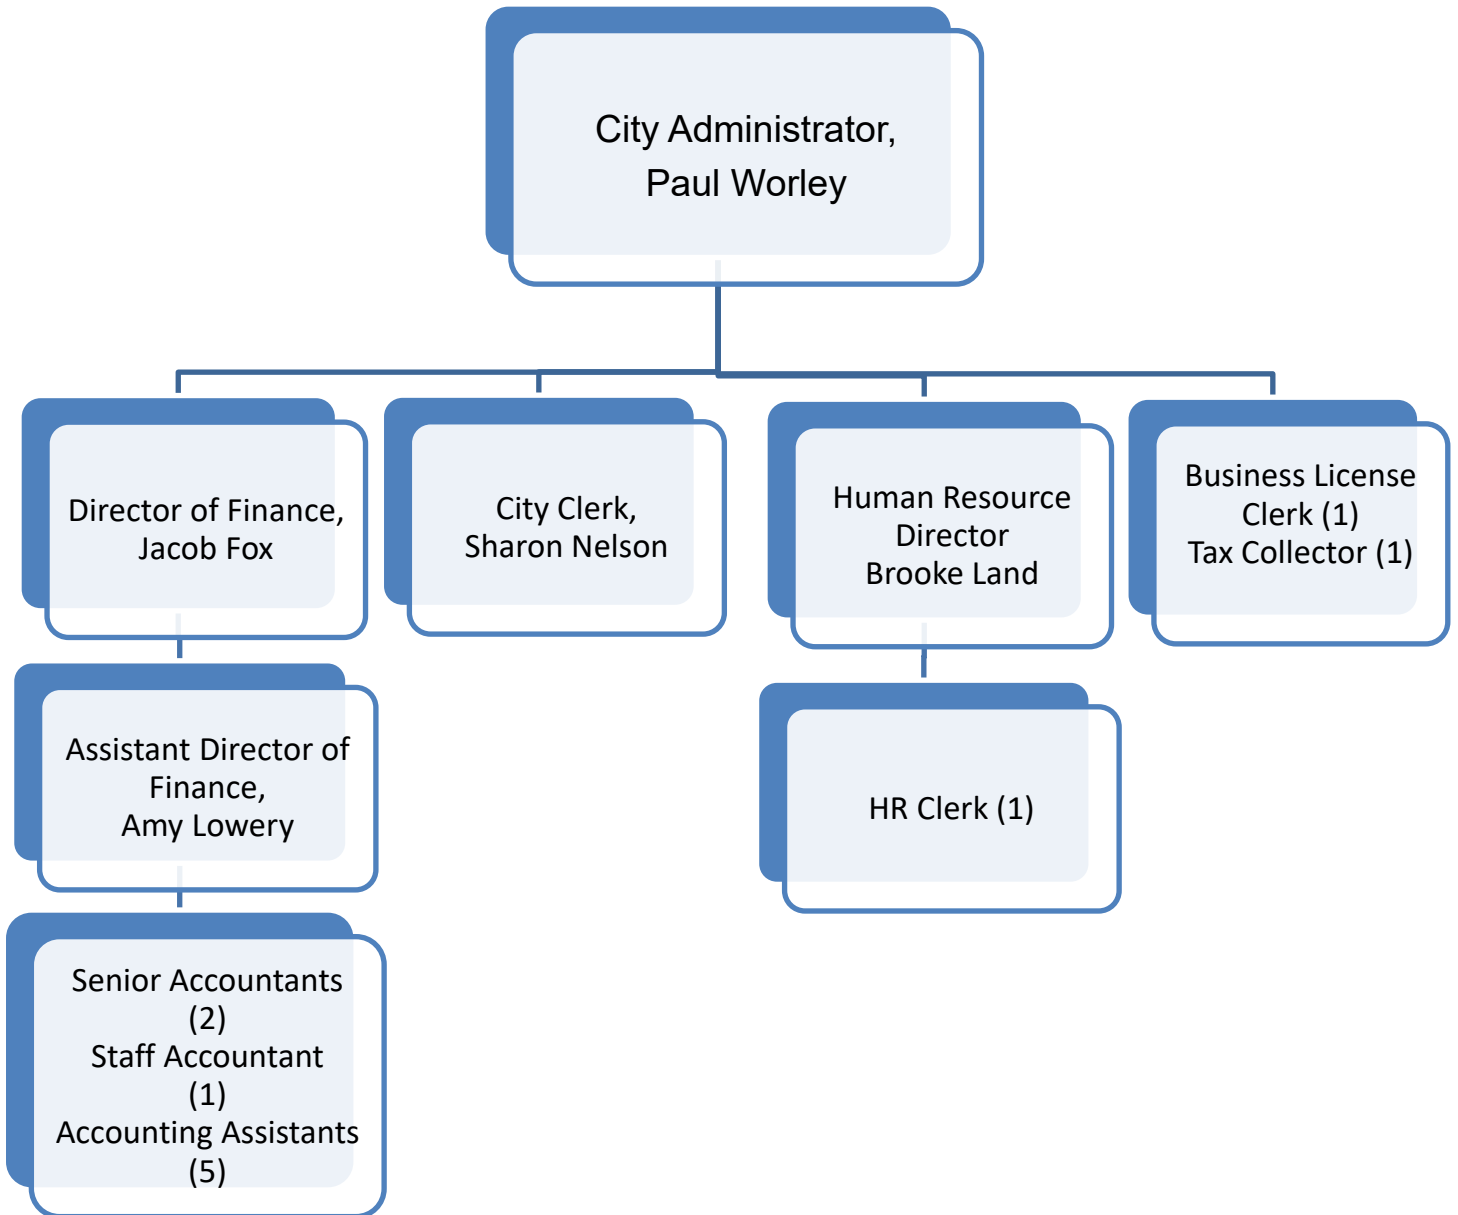 City Administrator,
Paul Worley
Director of Finance,
Jacob Fox
City Clerk,
Sharon Nelson
Human Resource
Director
Brooke Land
Business License
Clerk (1)
Tax Collector (1)
Assistant Director of
Finance,
Amy Lowery
HR Clerk (1)
Senior Accountants
(2)
Staff Accountant
(1)
Accounting Assistants
(5)